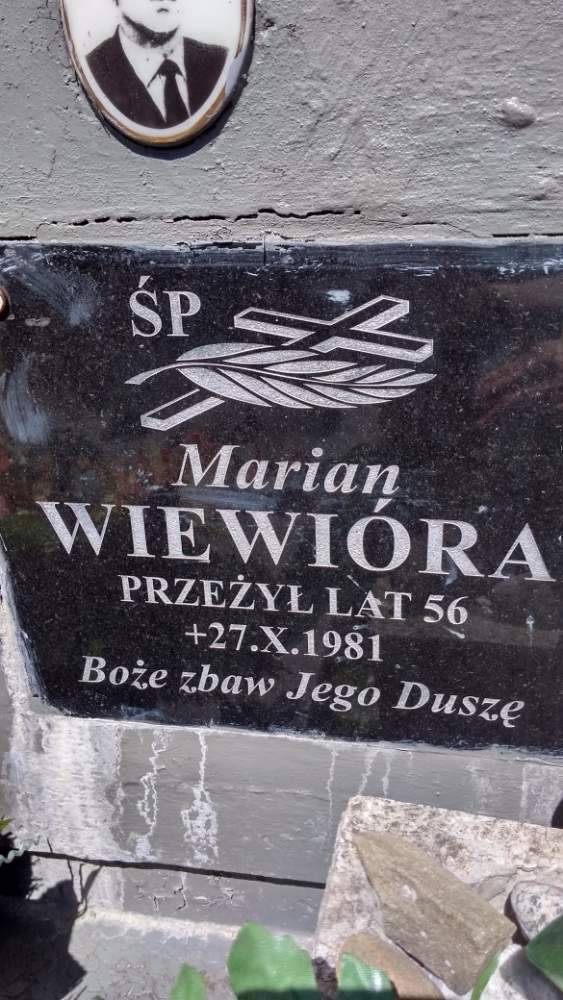 ŚP
Marian
WIEWIÓRA
PRZEŻYŁ LAT 56
+27.X.1981
Boże zbaw Jego Duszę